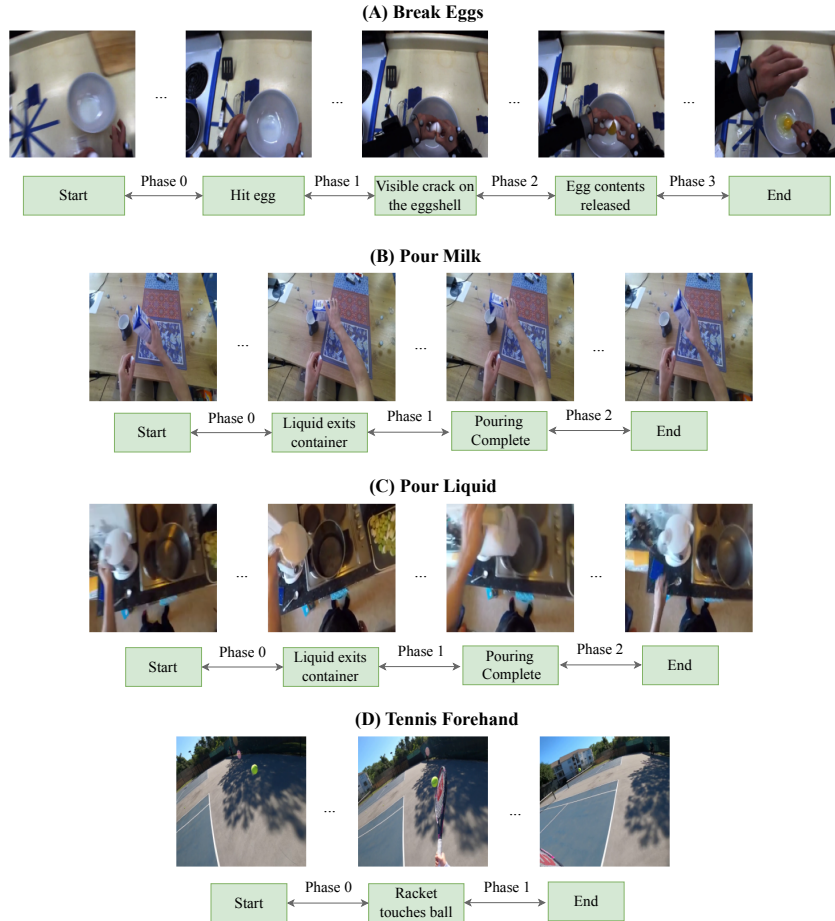 (A) Break Eggs
... ... ... ...
Phase 0 Phase 1 Phase 2 Phase 3
Start Hit egg Visible crack on the eggshell Egg contents released End
(B) Pour Milk
... ... ...
Phase 0 Phase 1 Phase 2
Start Liquid exits container Pouring Complete End
(C) Pour Liquid
... ... ...
Phase 0 Phase 1 Phase 2
Start Liquid exits container Pouring Complete End
(D) Tennis Forehand
... ...
Phase 0 Phase 1
Start Racket touches ball End